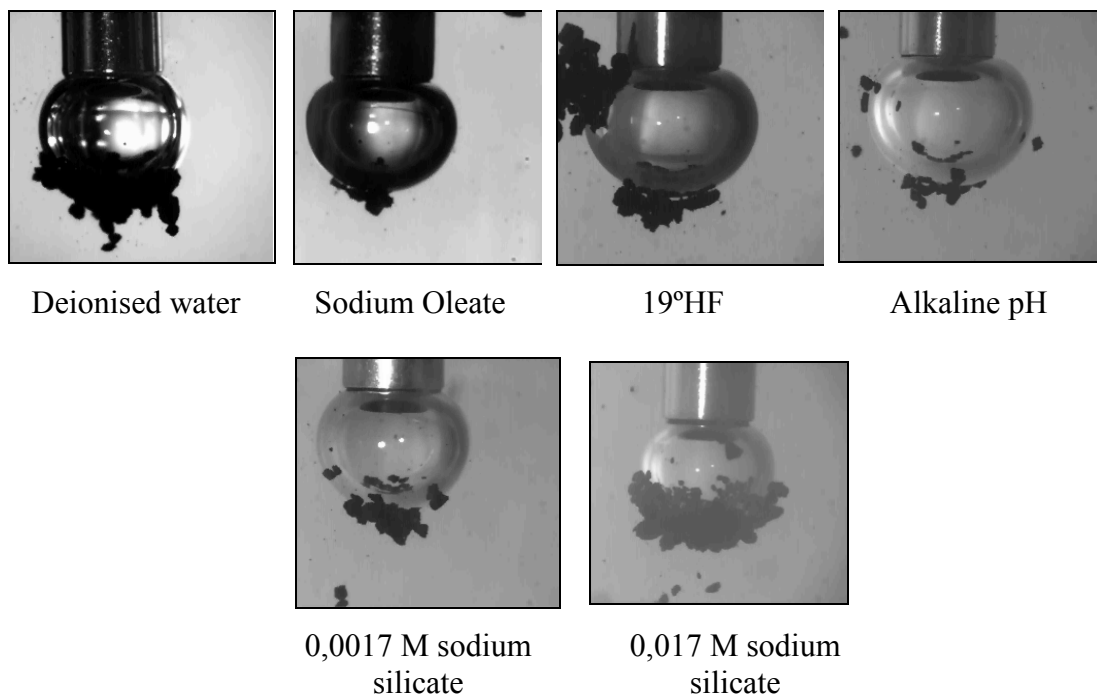 Deionised water
Sodium Oleate
19ºHF
Alkaline pH
0,0017 M sodium
silicate
0,017 M sodium
silicate